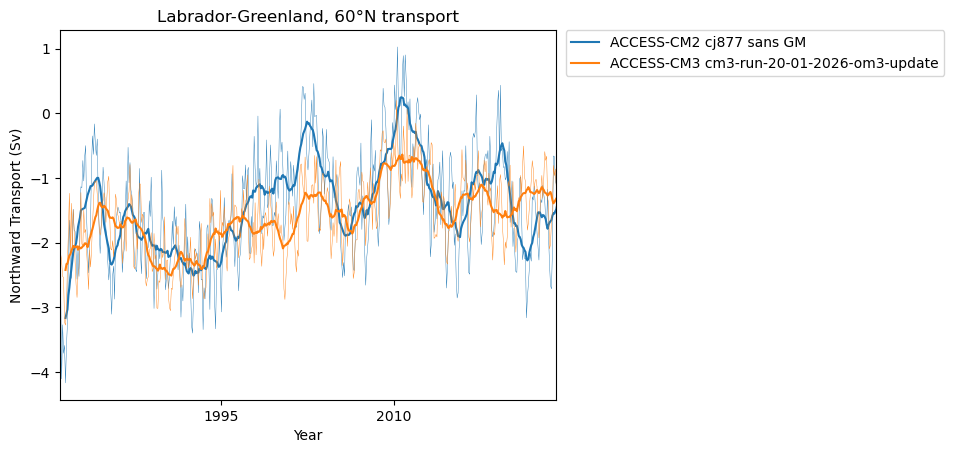 Labrador-Greenland, 60°N transport
ACCESS-CM2 cj877 sans GM
ACCESS-CM3 cm3-run-20-01-2026-om3-update
Northward Transport (Sv)
1
0
−1
−2
−3
−4
1995
2010
Year